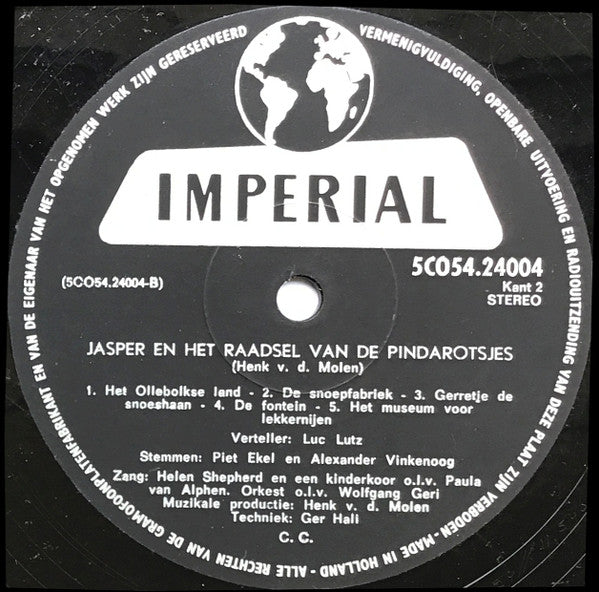 ALLE RECHTEN VAN DE GRAMOFOONPLATENFABRIKANT EN VAN DE EIGENAAR VAN HET OPGENOMEN WERK ZIJN GERESERVEERD
VERMENIGVULDIGING, OPENBARE UITVOERING EN RADIOUITZENDING VAN DEZE PLAAT ZIJN VERBODEN - MADE IN HOLLAND -
IMPERIAL
5C054.24004
(5C054.24004-B)
Kant 2
STEREO
JASPER EN HET RAADSEL VAN DE PINDAROTSJES
(Henk v. d. Molen)
1. Het Ollebolkse land - 2. De snoepfabriek - 3. Gerretje de
snoeshaan - 4. De fontein - 5. Het museum voor
lekkernijen
Verteller: Luc Lutz
Stemmen: Piet Ekel en Alexander Vinkenoog
Zang: Helen Shepherd en een kinderkoor o.l.v. Paula
van Alphen. Orkest o.l.v. Wolfgang Geri
Muzikale productie: Henk v. d. Molen
Techniek: Ger Hall
C. C.